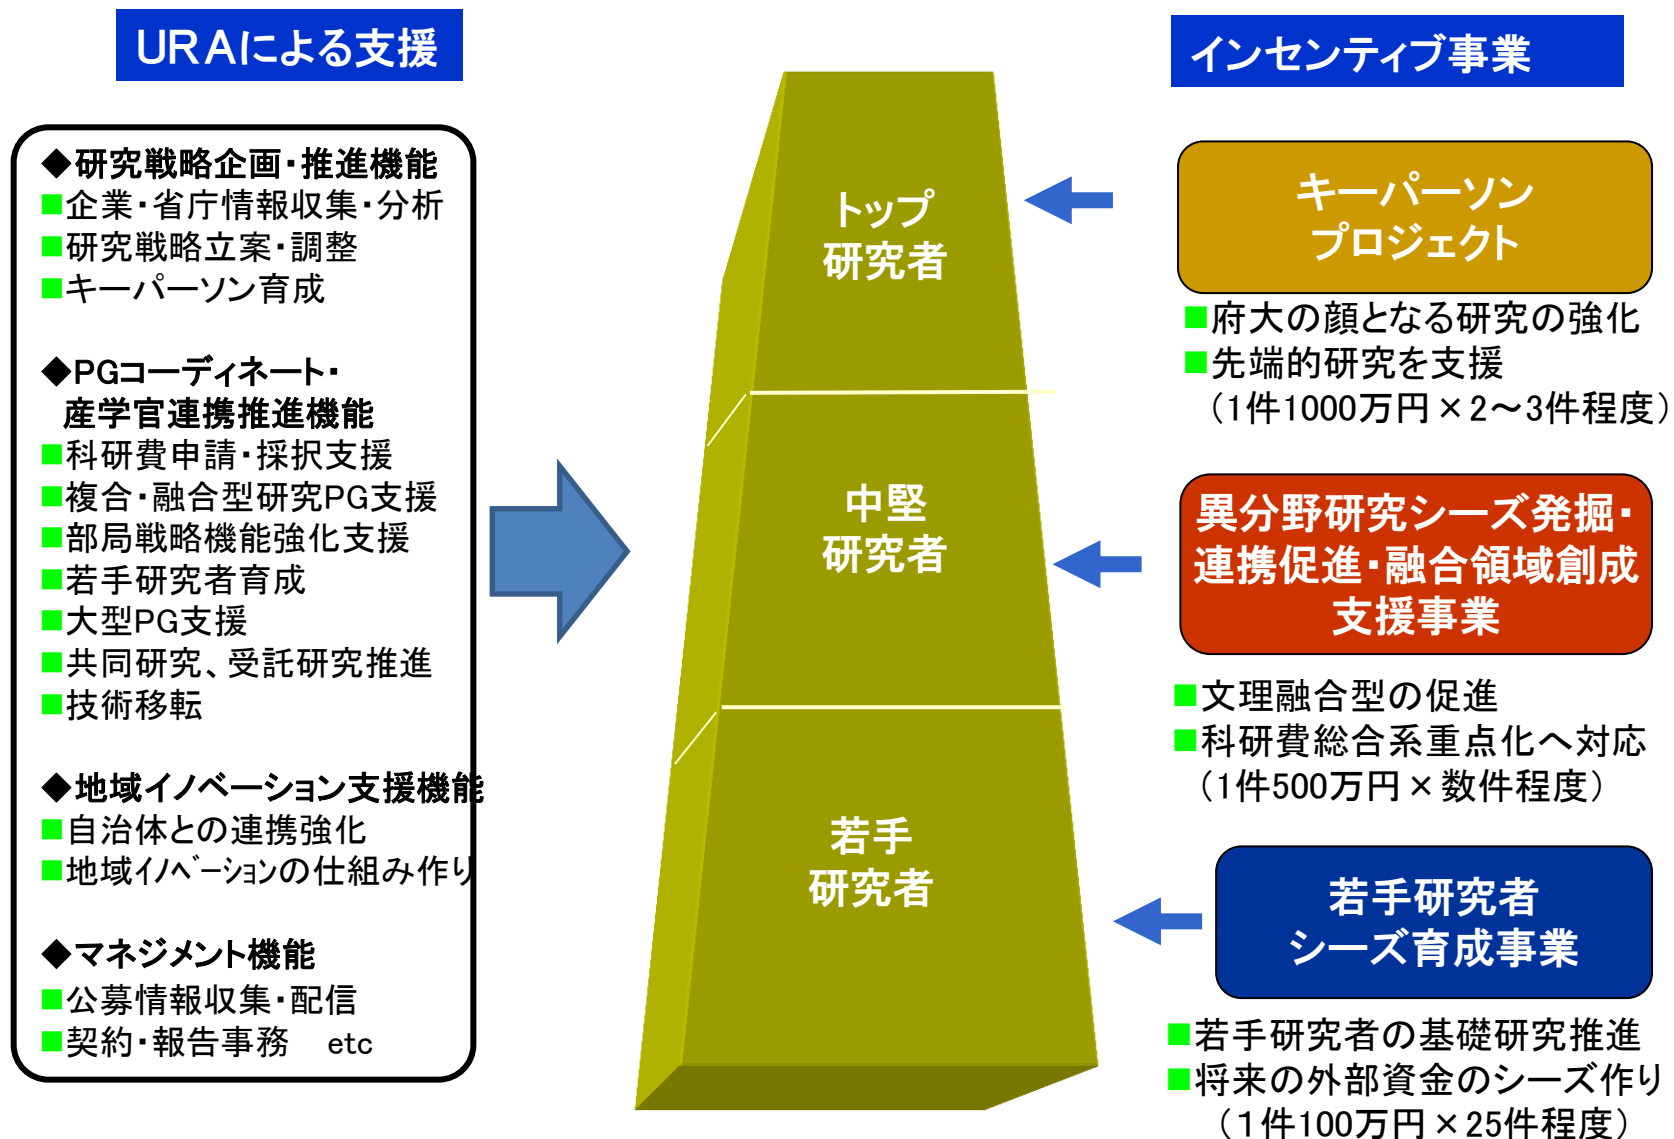 URAによる支援
◆研究戦略企画・推進機能
■企業・省庁情報収集・分析
■研究戦略立案・調整
■キーパーソン育成
◆PGコーディネート・
産学官連携推進機能
■科研費申請・採択支援
■複合・融合型研究PG支援
■部局戦略機能強化支援
■若手研究者育成
■大型PG支援
■共同研究、受託研究推進
■技術移転
◆地域イノベーション支援機能
■自治体との連携強化
■地域ｲﾉﾍﾞｰｼｮﾝの仕組み作り
◆マネジメント機能
■公募情報収集・配信
■契約・報告事務　etc
トップ
研究者
中堅
研究者
若手
研究者
インセンティブ事業
キーパーソン
プロジェクト
■府大の顔となる研究の強化
■先端的研究を支援
（1件1000万円×2～3件程度）
異分野研究シーズ発掘・
連携促進・融合領域創成
支援事業
■文理融合型の促進
■科研費総合系重点化へ対応
（1件500万円×数件程度）
若手研究者
シーズ育成事業
■若手研究者の基礎研究推進
■将来の外部資金のシーズ作り
（１件100万円×25件程度）